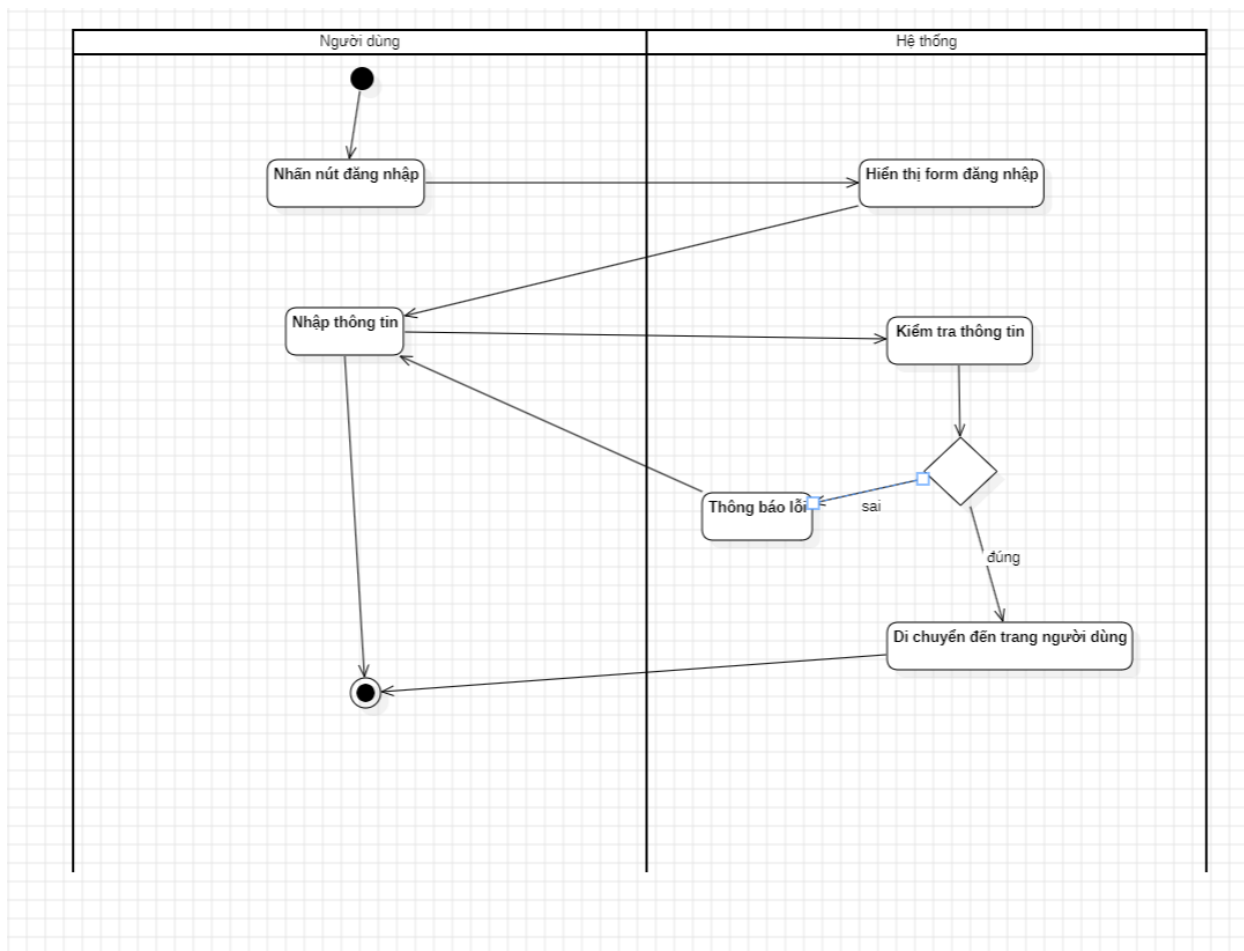 Người dùng
Hệ thống
Nhấn nút đăng nhập
Hiển thị form đăng nhập
Nhập thông tin
Kiểm tra thông tin
Thông báo lỗi
sai
đúng
Di chuyển đến trang người dùng